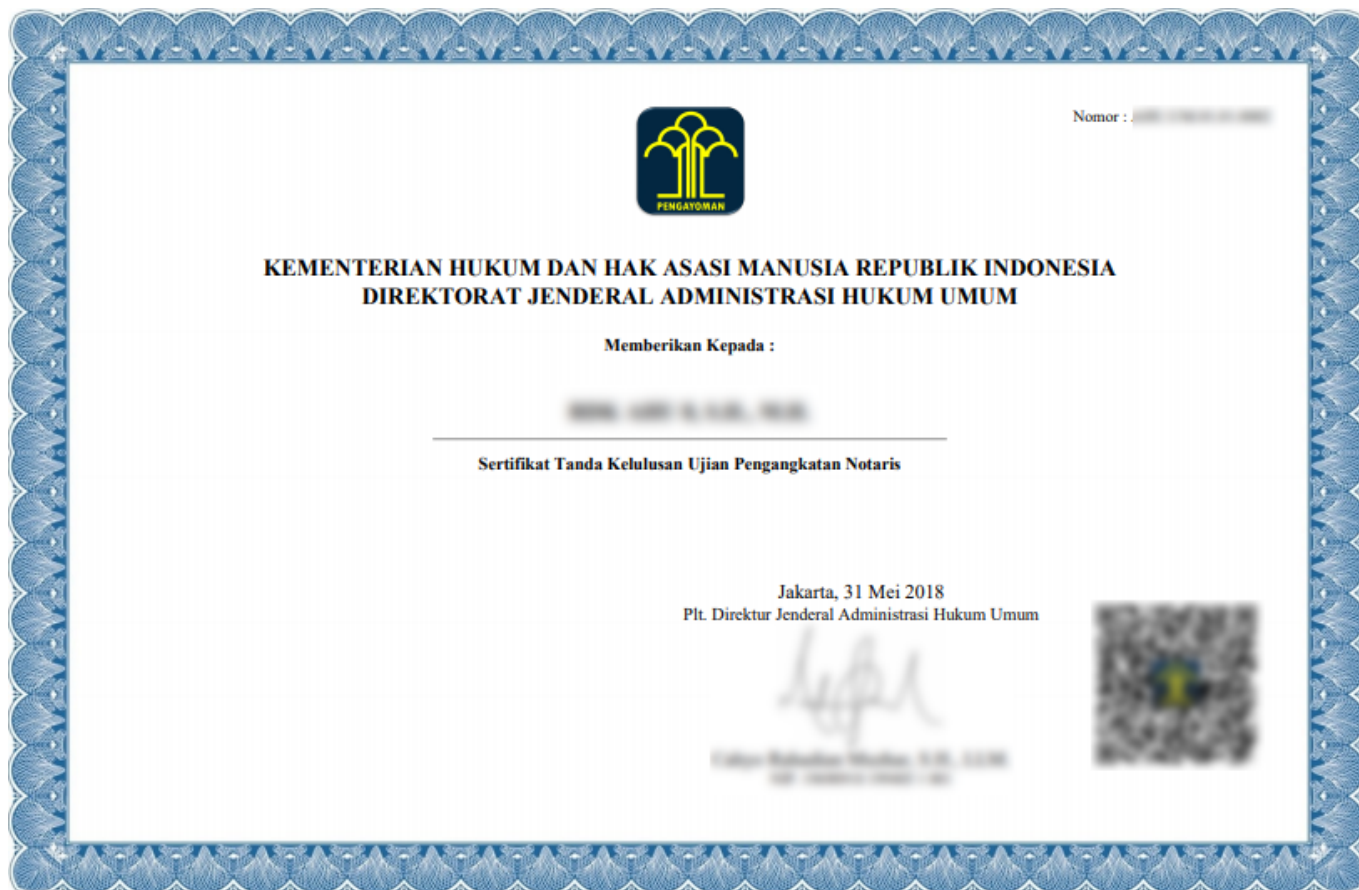 Nomor :
PENGAYOMAN
KEMENTERIAN HUKUM DAN HAK ASASI MANUSIA REPUBLIK INDONESIA
DIREKTORAT JENDERAL ADMINISTRASI HUKUM UMUM
Memberikan Kepada :
Sertifikat Tanda Kelulusan Ujian Pengangkatan Notaris
Jakarta, 31 Mei 2018
Plt. Direktur Jenderal Administrasi Hukum Umum